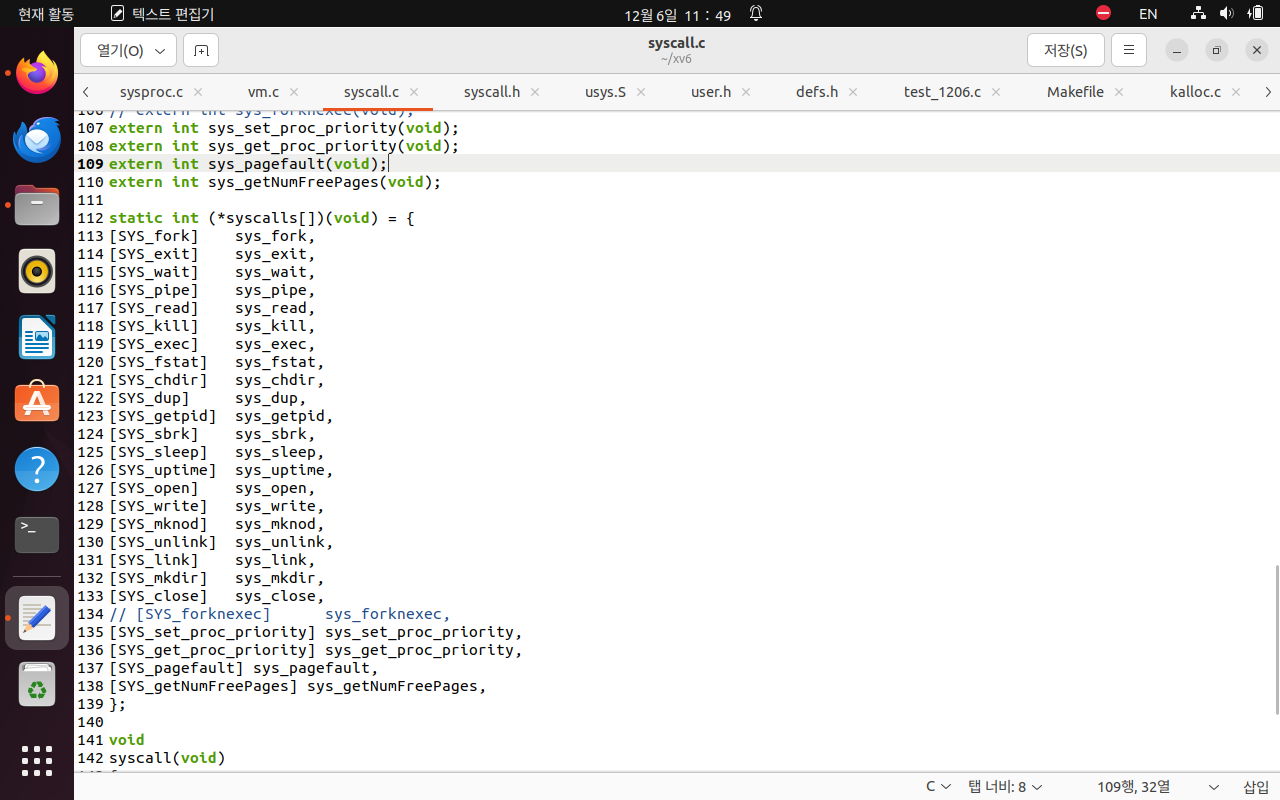 현재 활동
텍스트 편집기
12월 6일 11 : 49
EN
열기(O)
syscall.c
~/xv6
저장(S)
sysproc.c
vm.c
syscall.c
syscall.h
usys.S
user.h
defs.h
test_1206.c
Makefile
kalloc.c
106 // extern int sys_forknexec(void);
107 extern int sys_set_proc_priority(void);
108 extern int sys_get_proc_priority(void);
109 extern int sys_pagefault(void);
110 extern int sys_getNumFreePages(void);
111
112 static int (*syscalls[])(void) = {
113 [SYS_fork]    sys_fork,
114 [SYS_exit]    sys_exit,
115 [SYS_wait]    sys_wait,
116 [SYS_pipe]    sys_pipe,
117 [SYS_read]    sys_read,
118 [SYS_kill]    sys_kill,
119 [SYS_exec]    sys_exec,
120 [SYS_fstat]   sys_fstat,
121 [SYS_chdir]   sys_chdir,
122 [SYS_dup]     sys_dup,
123 [SYS_getpid]  sys_getpid,
124 [SYS_sbrk]    sys_sbrk,
125 [SYS_sleep]   sys_sleep,
126 [SYS_uptime]  sys_uptime,
127 [SYS_open]    sys_open,
128 [SYS_write]   sys_write,
129 [SYS_mknod]   sys_mknod,
130 [SYS_unlink]  sys_unlink,
131 [SYS_link]    sys_link,
132 [SYS_mkdir]   sys_mkdir,
133 [SYS_close]   sys_close,
134 // [SYS_forknexec]      sys_forknexec,
135 [SYS_set_proc_priority] sys_set_proc_priority,
136 [SYS_get_proc_priority] sys_get_proc_priority,
137 [SYS_pagefault] sys_pagefault,
138 [SYS_getNumFreePages] sys_getNumFreePages,
139 };
140
141 void
142 syscall(void)
C
탭 너비: 8
109행, 32열
삽입